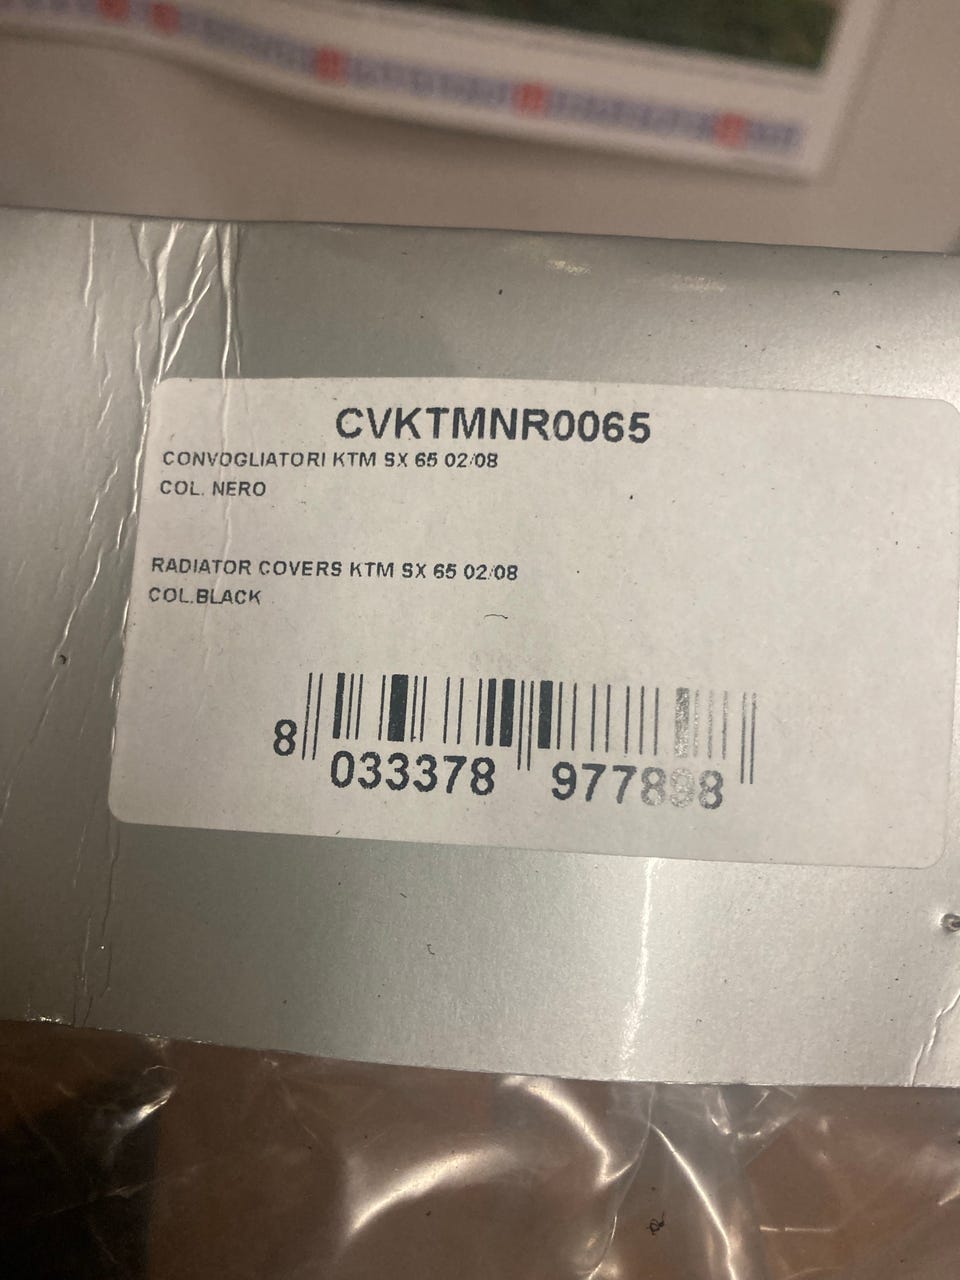 CVKTMNR0065
CONVOGLIATORI KTM SX 65 02/08
COL. NERO
RADIATOR COVERS KTM SX 65 02/08
COL.BLACK
8 033378 977898